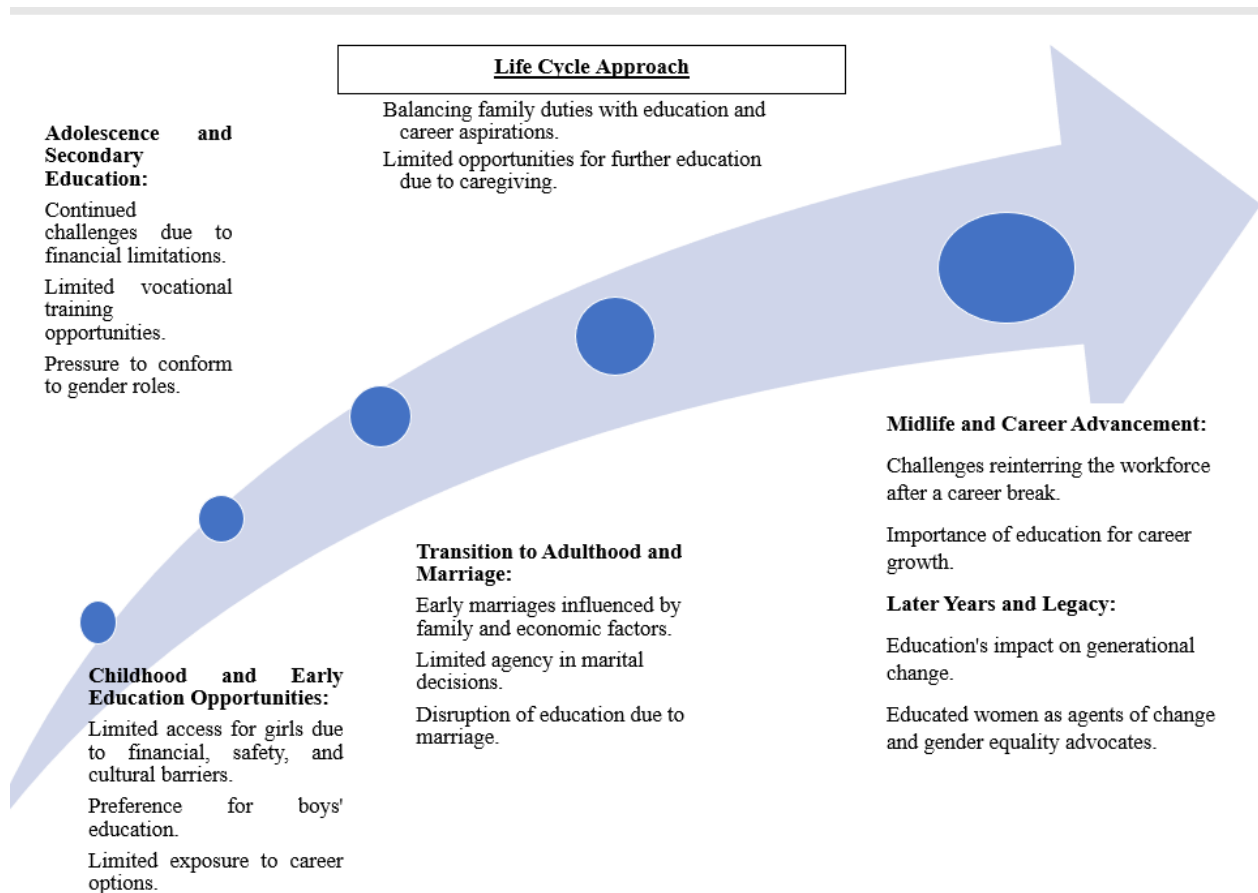 Life Cycle Approach
Balancing family duties with education and
career aspirations.
Limited opportunities for further education
due to caregiving.
Adolescence and
Secondary
Education:
Continued
challenges due to
financial limitations.
Limited vocational
training
opportunities.
Pressure to conform
to gender roles.
Childhood and Early
Education Opportunities:
Limited access for girls due
to financial, safety, and
cultural barriers.
Preference for boys'
education.
Limited exposure to career
options.
Transition to Adulthood and
Marriage:
Early marriages influenced by
family and economic factors.
Limited agency in marital
decisions.
Disruption of education due to
marriage.
Midlife and Career Advancement:
Challenges reinterring the workforce
after a career break.
Importance of education for career
growth.
Later Years and Legacy:
Education's impact on generational
change.
Educated women as agents of change
and gender equality advocates.